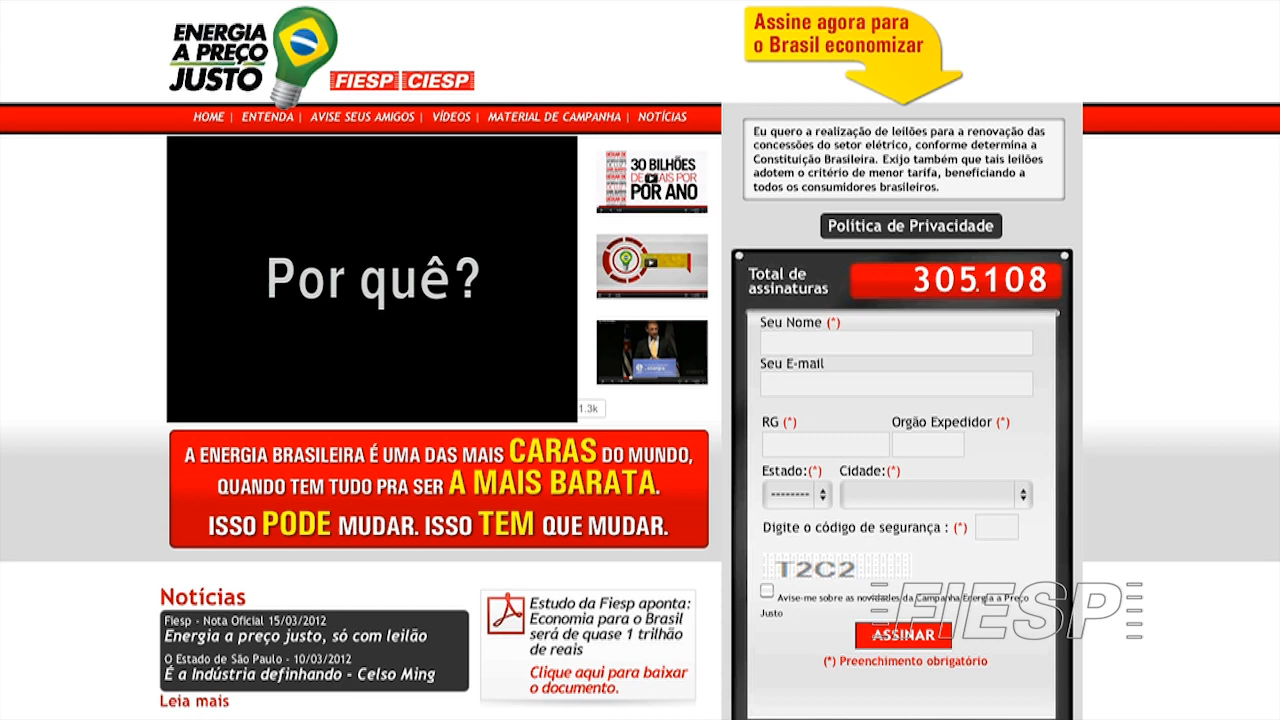 ENERGIA
A PREÇO
JUSTO
FIESP CIESP
Assine agora para
o Brasil economizar
HOME | ENTENDA | AVISE SEUS AMIGOS | VÍDEOS | MATERIAL DE CAMPANHA | NOTÍCIAS
Por quê?
30 BILHÕES
DE REAIS POR
POR ANO
1.3k
A ENERGIA BRASILEIRA É UMA DAS MAIS CARAS DO MUNDO,
QUANDO TEM TUDO PRA SER A MAIS BARATA.
ISSO PODE MUDAR. ISSO TEM QUE MUDAR.
Notícias
Fiesp - Nota Oficial 15/03/2012
Energia a preço justo, só com leilão
O Estado de São Paulo - 10/03/2012
É a Indústria definhando - Celso Ming
Leia mais
Estudo da Fiesp aponta:
Economia para o Brasil
será de quase 1 trilhão
de reais
Clique aqui para baixar
o documento.
Eu quero a realização de leilões para a renovação das
concessões do setor elétrico, conforme determina a
Constituição Brasileira. Exijo também que tais leilões
adotem o critério de menor tarifa, beneficiando a
todos os consumidores brasileiros.
Política de Privacidade
Total de
assinaturas
305.108
Seu Nome (*)
Seu E-mail
RG (*) Orgão Expedidor (*)
Estado:(*) Cidade:(*)
--------
Digite o código de segurança : (*)
T2C2
Avise-me sobre as novidades da Campanha Energia a Preço
Justo
ASSINAR
(*) Preenchimento obrigatório
FIESP